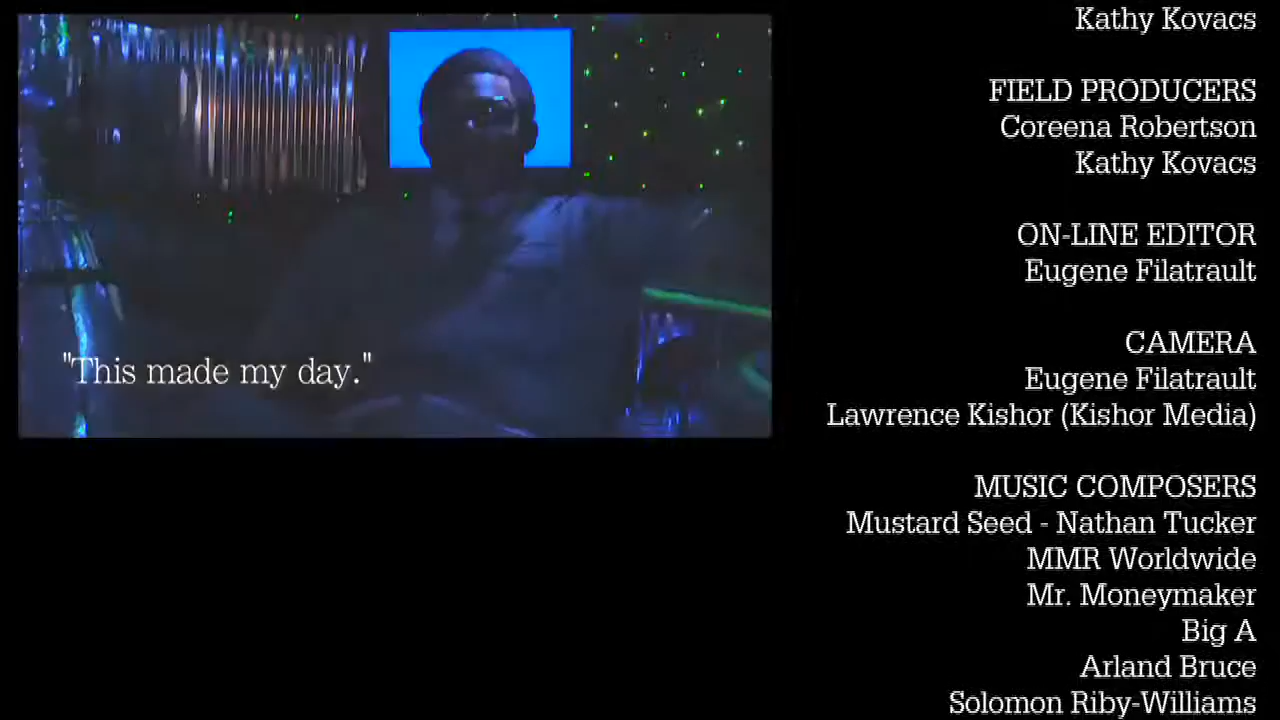 "This made my day."
Kathy Kovacs
FIELD PRODUCERS
Coreena Robertson
Kathy Kovacs
ON-LINE EDITOR
Eugene Filatrault
CAMERA
Eugene Filatrault
Lawrence Kishor (Kishor Media)
MUSIC COMPOSERS
Mustard Seed - Nathan Tucker
MMR Worldwide
Mr. Moneymaker
Big A
Arland Bruce
Solomon Riby-Williams